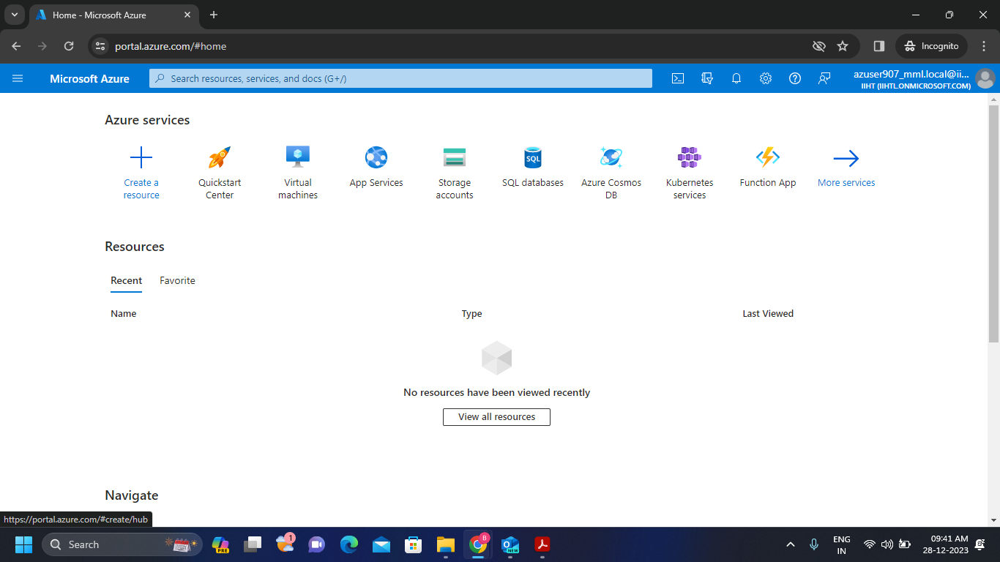 Home - Microsoft Azure
portal.azure.com/#home
Incognito
Microsoft Azure
Search resources, services, and docs (G+/)
azuser907_mml.local@ii...
IIHT (IIHTL.ONMICROSOFT.COM)
Azure services
Create a resource
Quickstart Center
Virtual machines
App Services
Storage accounts
SQL
SQL databases
Azure Cosmos DB
Kubernetes services
Function App
More services
Resources
Recent
Favorite
Name
Type
Last Viewed
No resources have been viewed recently
View all resources
Navigate
https://portal.azure.com/#create/hub
Search
PRE
1
8
NEW
ENG
IN
09:41 AM
28-12-2023